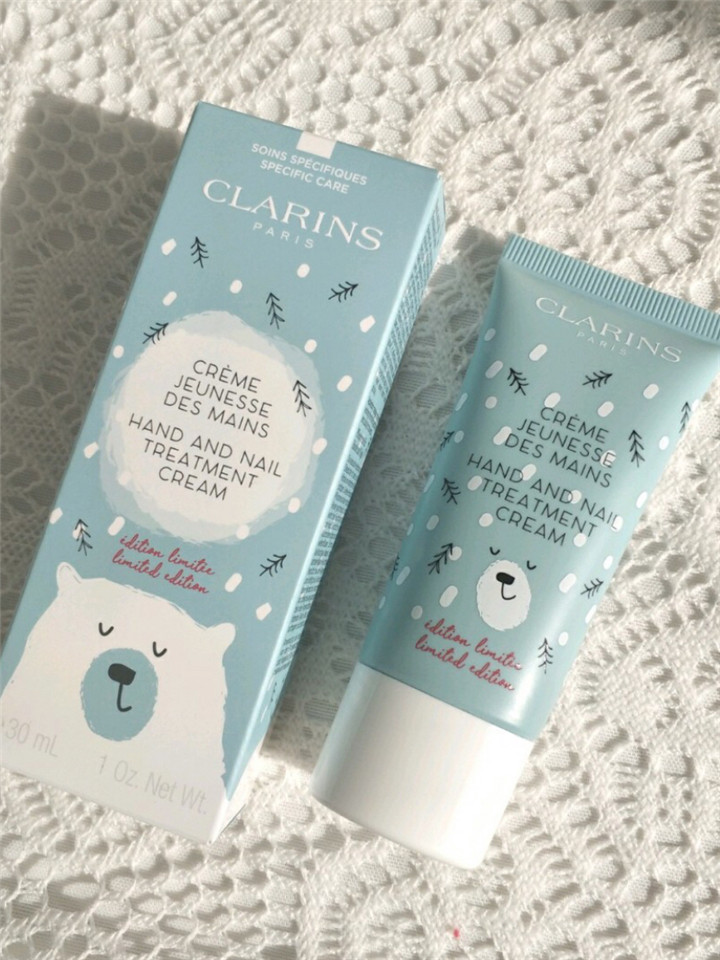 SOINS SPÉCIFIQUES
SPECIFIC CARE
CLARINS
PARIS
CRÈME
JEUNESSE
DES MAINS
HAND AND NAIL
TREATMENT
CREAM
édition limitée
limited edition
30 mL 1 Oz. Net Wt.
CLARINS
PARIS
CRÈME
JEUNESSE
DES MAINS
HAND AND NAIL
TREATMENT
CREAM
édition limitée
limited edition